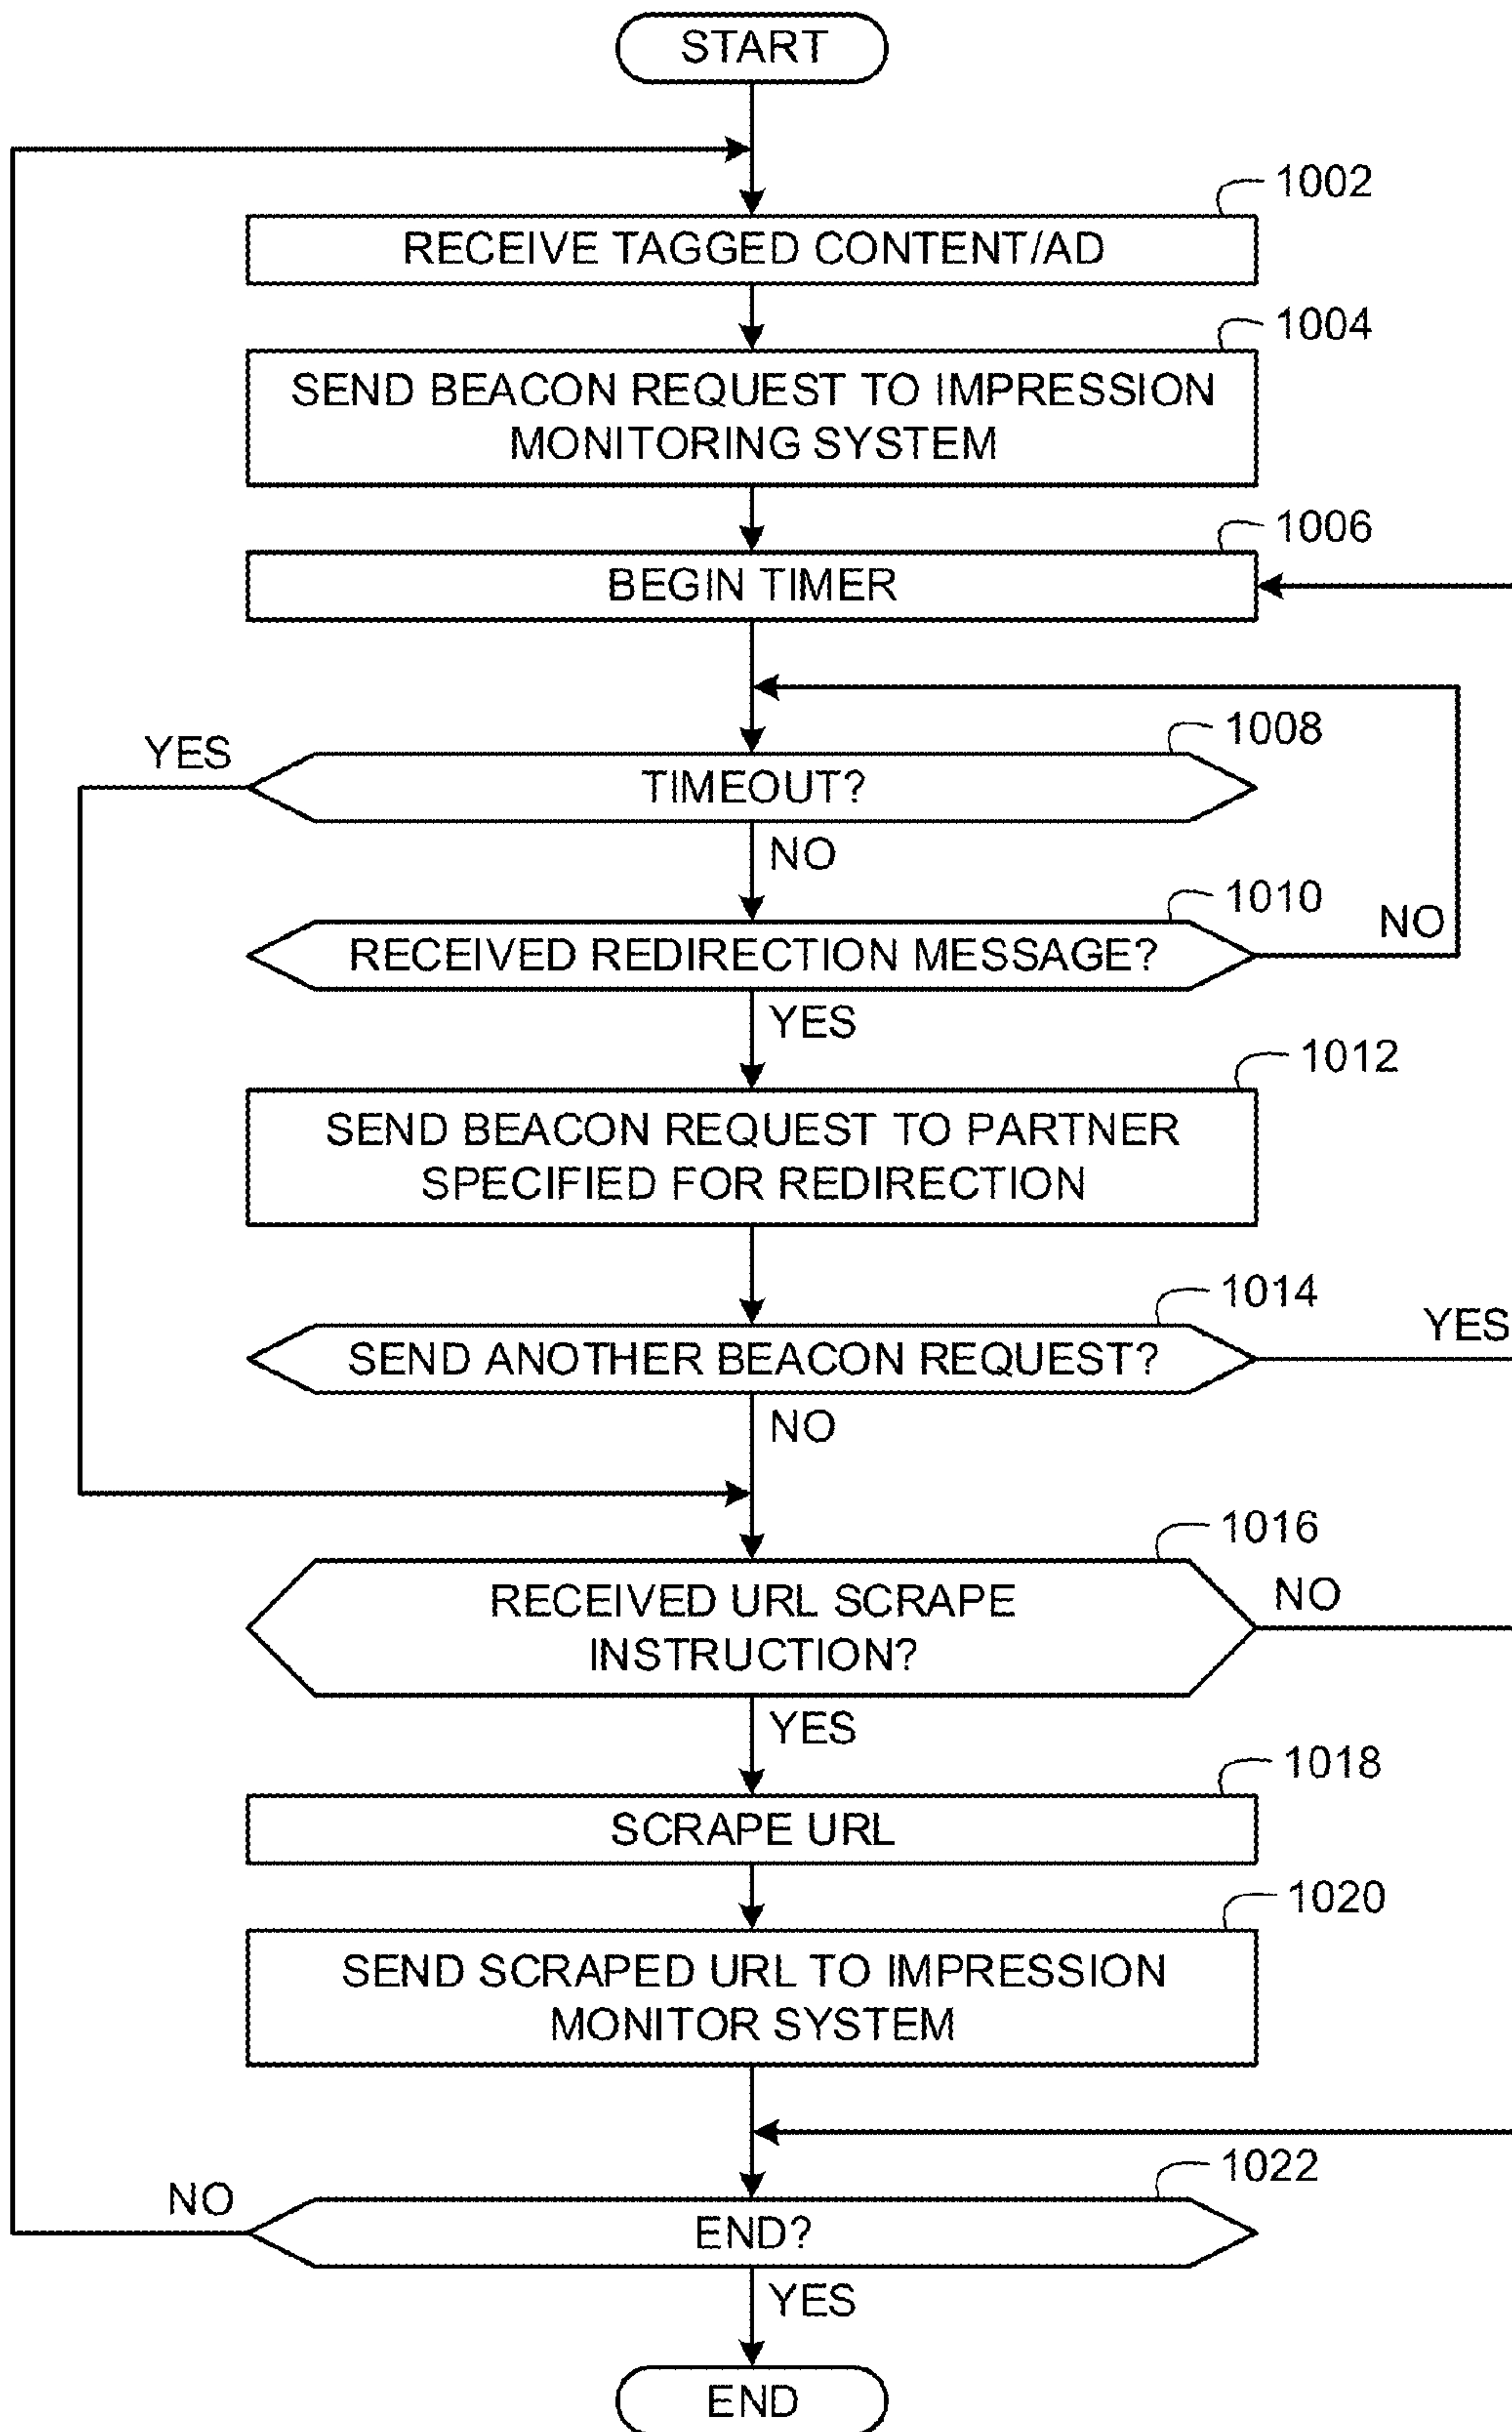 START
1002
RECEIVE TAGGED CONTENT/AD
1004
SEND BEACON REQUEST TO IMPRESSION
MONITORING SYSTEM
1006
BEGIN TIMER
YES
1008
TIMEOUT?
NO
1010
RECEIVED REDIRECTION MESSAGE?
NO
YES
1012
SEND BEACON REQUEST TO PARTNER
SPECIFIED FOR REDIRECTION
1014
SEND ANOTHER BEACON REQUEST?
YES
NO
1016
RECEIVED URL SCRAPE
INSTRUCTION?
NO
YES
1018
SCRAPE URL
1020
SEND SCRAPED URL TO IMPRESSION
MONITOR SYSTEM
1022
NO
END?
YES
END